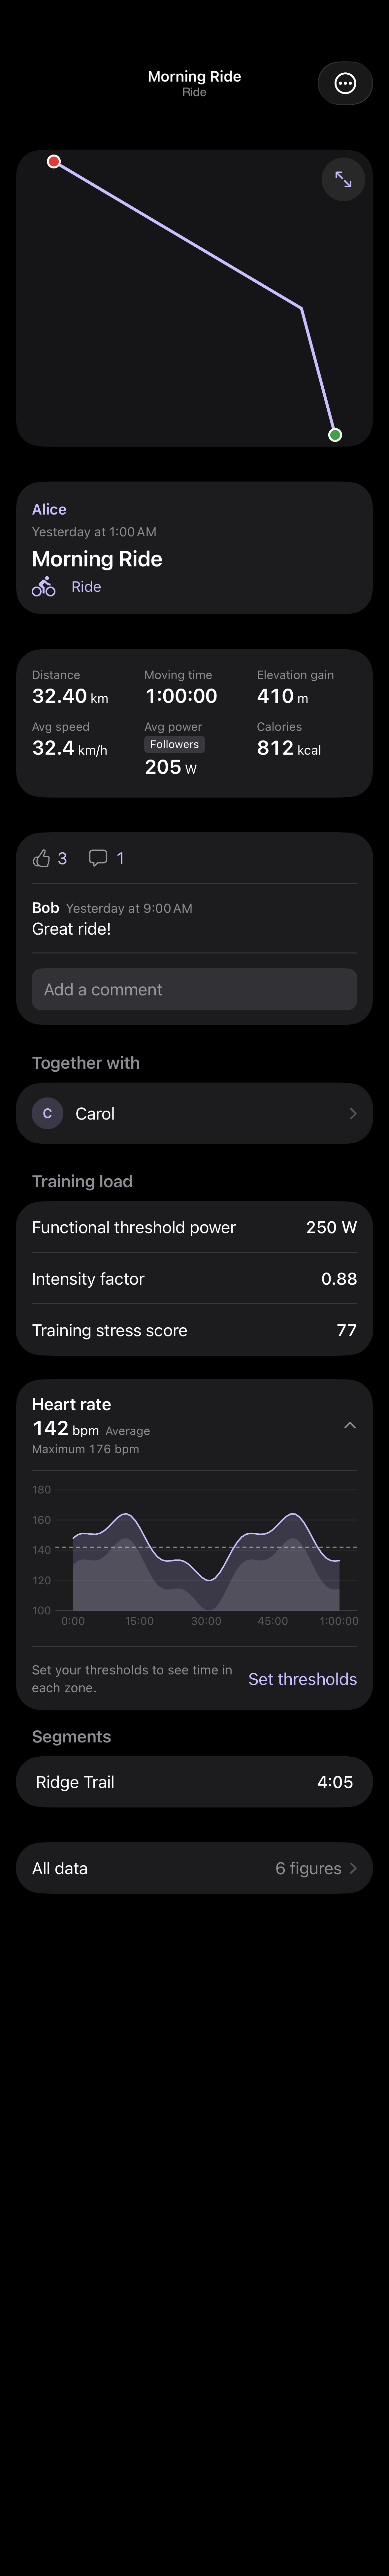 Morning Ride
Ride
Alice
Yesterday at 1:00 AM
Morning Ride
Ride
Distance
32.40 km
Moving time
1:00:00
Elevation gain
410 m
Avg speed
32.4 km/h
Avg power
Followers
205 W
Calories
812 kcal
3
1
Bob Yesterday at 9:00 AM
Great ride!
Add a comment
Together with
C
Carol
Training load
Functional threshold power 250 W
Intensity factor 0.88
Training stress score 77
Heart rate
142 bpm Average
Maximum 176 bpm
180
160
140
120
100
0:00 15:00 30:00 45:00 1:00:00
Set your thresholds to see time in
each zone.
Set thresholds
Segments
Ridge Trail 4:05
All data 6 figures